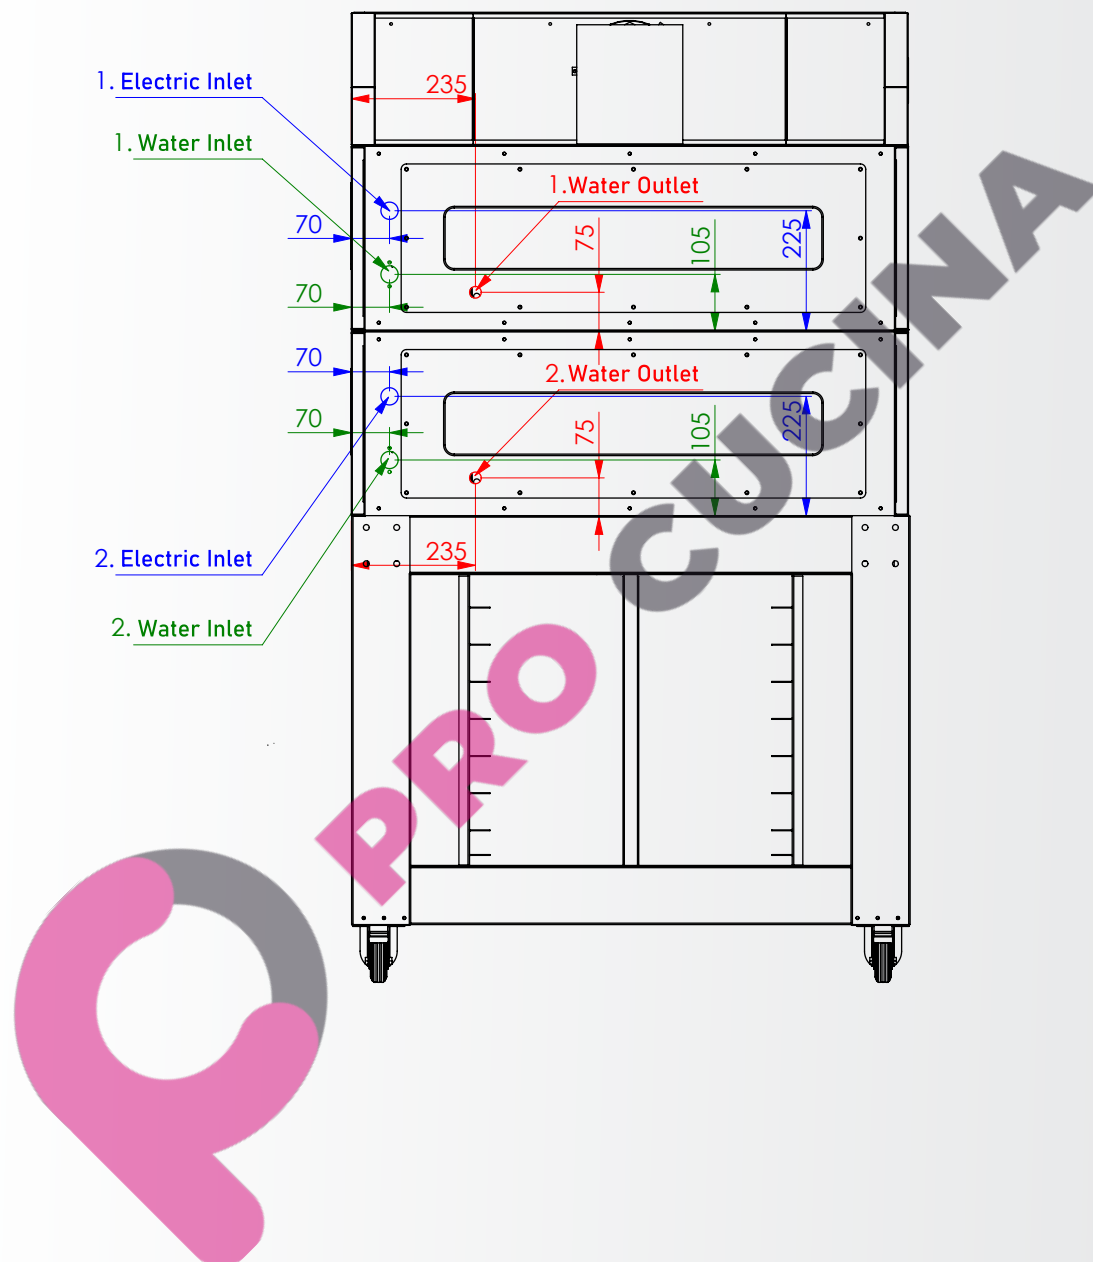 235
1. Electric Inlet
1. Water Inlet
1.Water Outlet
70
75
105
225
70
70
2.Water Outlet
70
75
105
225
2. Electric Inlet
235
2. Water Inlet
PRO CUCINA